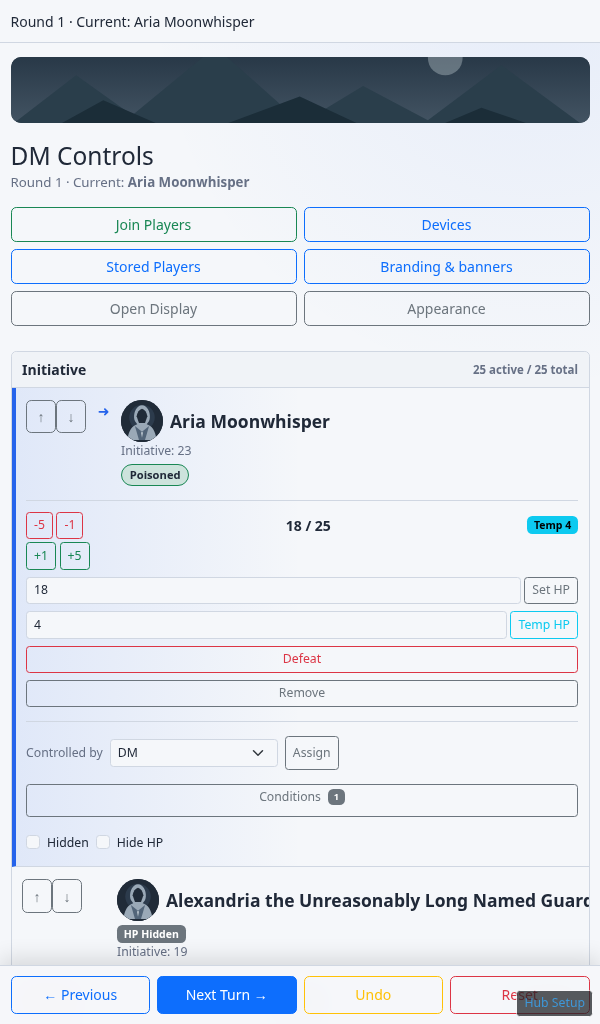 Round 1 · Current: Aria Moonwhisper
DM Controls
Round 1 · Current: Aria Moonwhisper
Join Players
Devices
Stored Players
Branding & banners
Open Display
Appearance
Initiative
25 active / 25 total
↑ ↓ → Aria Moonwhisper
Initiative: 23
Poisoned
-5 -1
18 / 25
Temp 4
+1 +5
18
Set HP
4
Temp HP
Defeat
Remove
Controlled by DM Assign
Conditions 1
Hidden Hide HP
↑ ↓ Alexandria the Unreasonably Long Named Guard
HP Hidden
Initiative: 19
← Previous
Next Turn →
Undo
Reset
Hub Setup